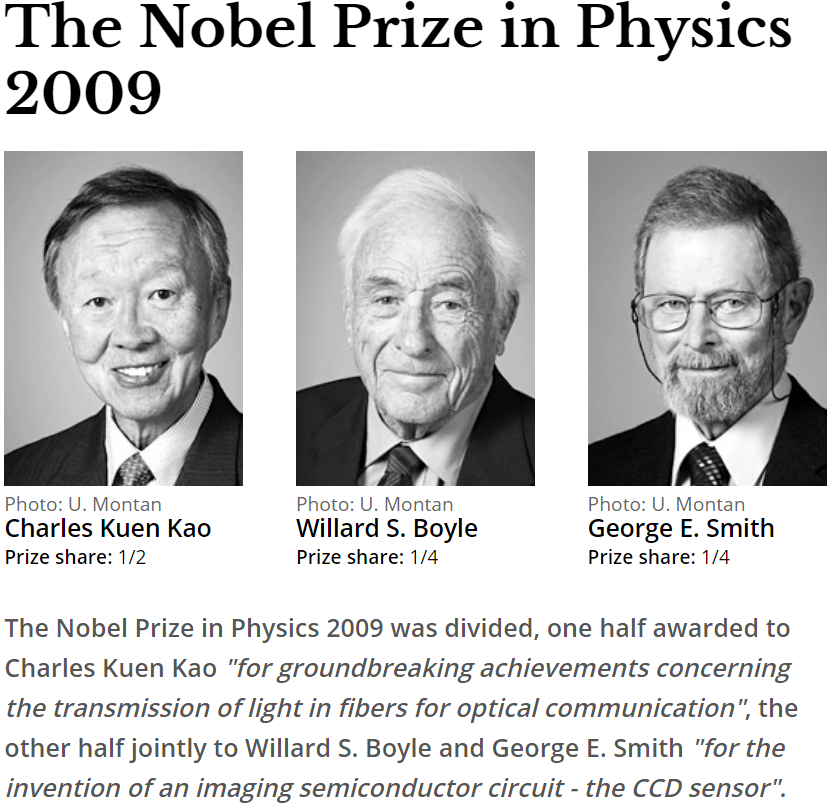 The Nobel Prize in Physics
2009
Photo: U. Montan
Charles Kuen Kao
Prize share: 1/2
Photo: U. Montan
Willard S. Boyle
Prize share: 1/4
Photo: U. Montan
George E. Smith
Prize share: 1/4
The Nobel Prize in Physics 2009 was divided, one half awarded to
Charles Kuen Kao "for groundbreaking achievements concerning
the transmission of light in fibers for optical communication", the
other half jointly to Willard S. Boyle and George E. Smith "for the
invention of an imaging semiconductor circuit - the CCD sensor".